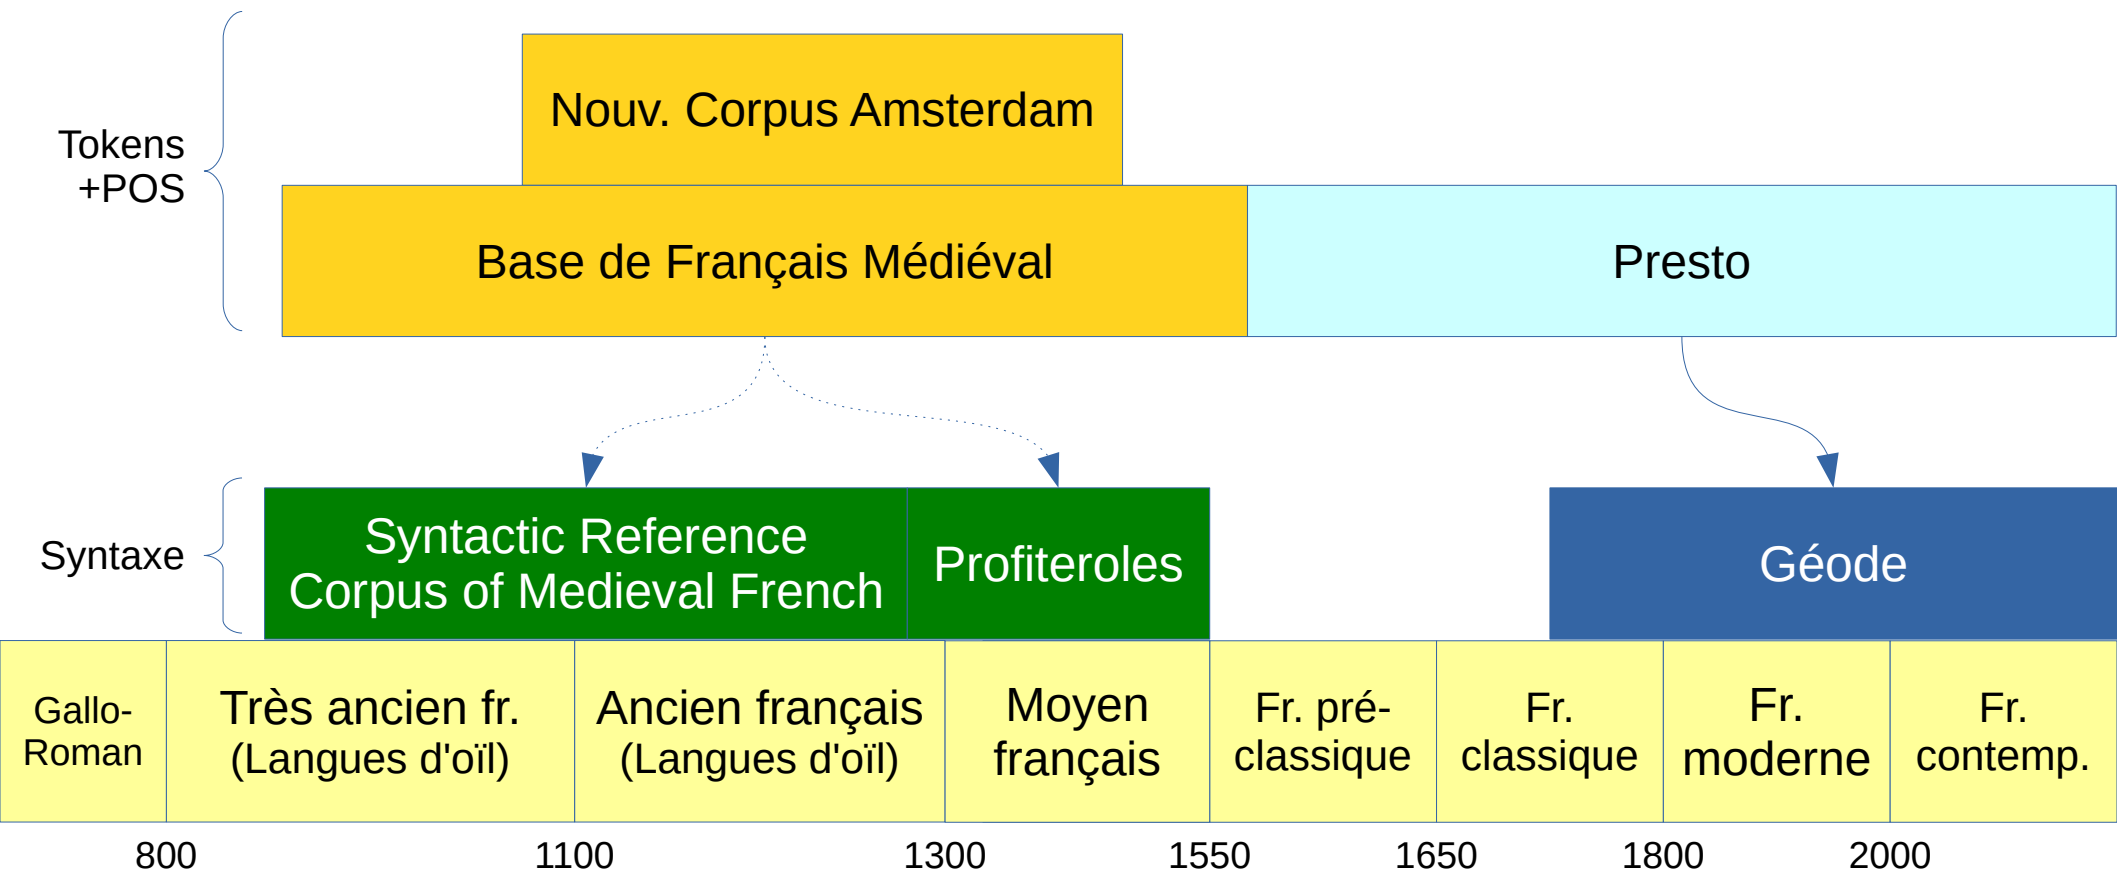 Nouv. Corpus Amsterdam
Tokens
+POS
Base de Français Médiéval
Presto
Syntaxe
Syntactic Reference
Corpus of Medieval French
Profiteroles
Géode
Gallo-
Roman
Très ancien fr.
(Langues d'oïl)
Ancien français
(Langues d'oïl)
Moyen
français
Fr. pré-
classique
Fr.
classique
Fr.
moderne
Fr.
contemp.
800
1100
1300
1550
1650
1800
2000